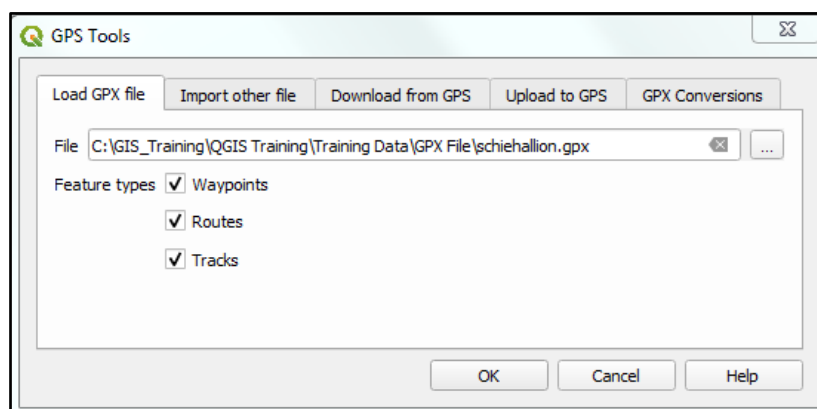 GPS Tools
Load GPX file Import other file Download from GPS Upload to GPS GPX Conversions
File C:\GIS_Training\QGIS Training\Training Data\GPX File\schiehallion.gpx ...
Feature types Waypoints
Routes
Tracks
OK Cancel Help